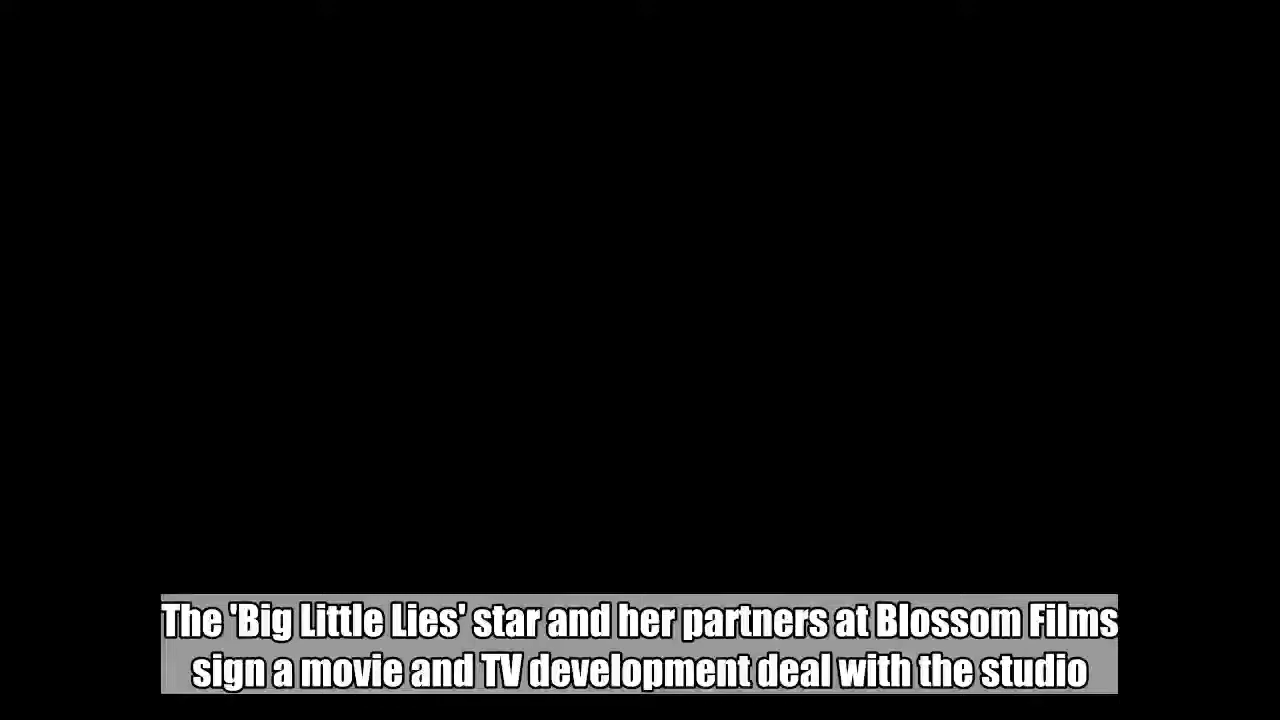 The 'Big Little Lies' star and her partners at Blossom Films
sign a movie and TV development deal with the studio